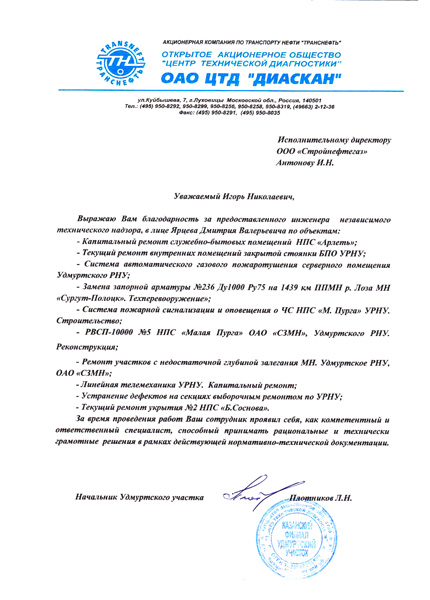 АКЦИОНЕРНАЯ КОМПАНИЯ ПО ТРАНСПОРТУ НЕФТИ "ТРАНСНЕФТЬ"
ОТКРЫТОЕ АКЦИОНЕРНОЕ ОБЩЕСТВО
"ЦЕНТР ТЕХНИЧЕСКОЙ ДИАГНОСТИКИ"
ОАО ЦТД "ДИАСКАН"
TRANSNEFT
ТРАНСНЕФТЬ
ул.Куйбышева, 7, г.Луховицы Московской обл., Россия, 140501
Тел.: (495) 950-8292, 950-8299, 950-8256, 950-8258, 950-8319, (49663) 2-12-36
Факс: (495) 950-8291, (495) 950-8035
Исполнительному директору
ООО «Стройнефтегаз»
Антонову И.Н.
Уважаемый Игорь Николаевич,
Выражаю Вам благодарность за предоставленного инженера независимого
технического надзора, в лице Ярцева Дмитрия Валерьевича по объектам:
- Капитальный ремонт служебно-бытовых помещений НПС «Арлеть»;
- Текущий ремонт внутренних помещений закрытой стоянки БПО УРНУ;
- Система автоматического газового пожаротушения серверного помещения
Удмуртского РНУ;
- Замена запорной арматуры №236 Ду1000 Ру75 на 1439 км ППМН р. Лоза МН
«Сургут-Полоцк». Техперевооружение»;
- Система пожарной сигнализации и оповещения о ЧС НПС «М. Пурга» УРНУ.
Строительство;
- РВСП-10000 №5 НПС «Малая Пурга» ОАО «СЗМН», Удмуртского РНУ.
Реконструкция;
- Ремонт участков с недостаточной глубиной залегания МН. Удмуртское РНУ,
ОАО «СЗМН»;
- Линейная телемеханика УРНУ. Капитальный ремонт;
- Устранение дефектов на секциях выборочным ремонтом по УРНУ;
- Текущий ремонт укрытия №2 НПС «Б.Соснова».
За время проведения работ Ваш сотрудник проявил себя, как компетентный и
ответственный специалист, способный принимать рациональные и технически
грамотные решения в рамках действующей нормативно-технической документации.
Начальник Удмуртского участка
Плотников Л.Н.
КАЗАНСКИЙ
ФИЛИАЛ
УДМУРТСКИЙ
УЧАСТОК